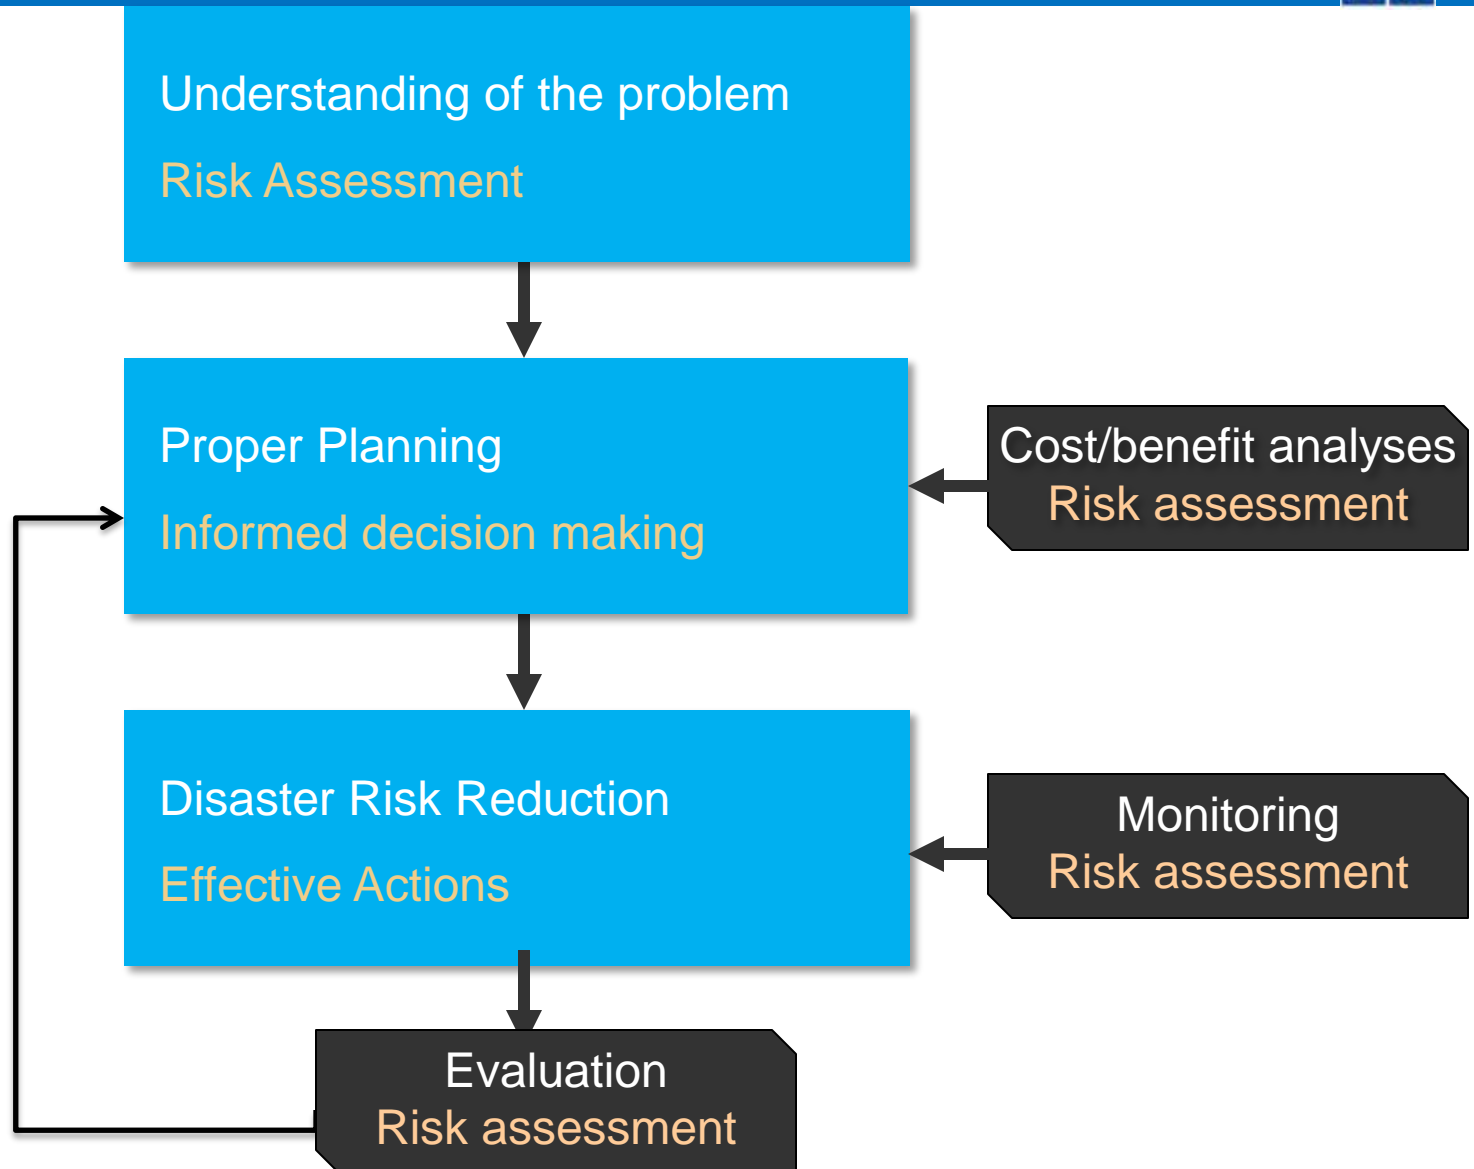 Understanding of the problem
Risk Assessment
Proper Planning
Informed decision making
Cost/benefit analyses
Risk assessment
Disaster Risk Reduction
Effective Actions
Monitoring
Risk assessment
Evaluation
Risk assessment